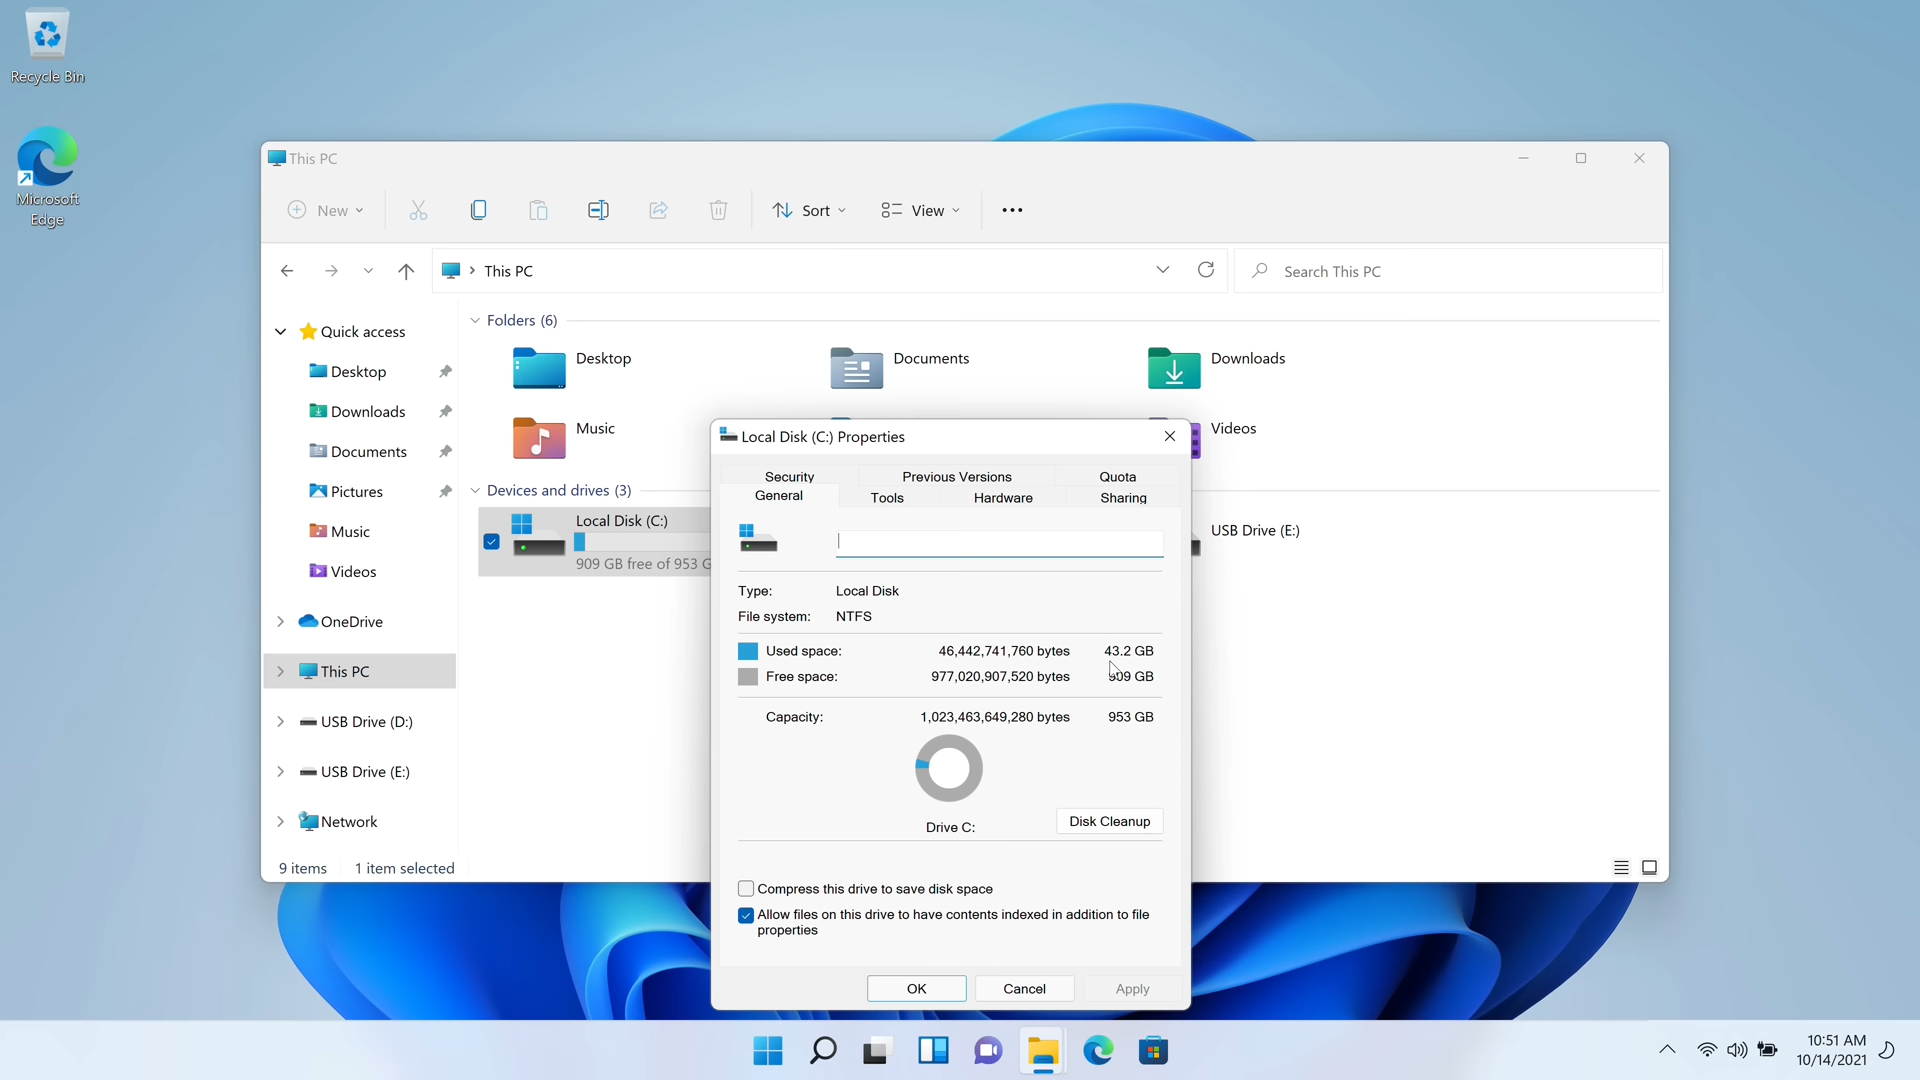 Recycle Bin
Microsoft
Edge
This PC
New
Sort
View
This PC
Search This PC
Quick access
Desktop
Downloads
Documents
Pictures
Music
Videos
OneDrive
This PC
USB Drive (D:)
USB Drive (E:)
Network
Folders (6)
Desktop
Documents
Downloads
Music
Videos
Devices and drives (3)
Local Disk (C:)
909 GB free of 953 G
USB Drive (E:)
9 items 1 item selected
Local Disk (C:) Properties
Security Previous Versions Quota
General Tools Hardware Sharing
Type: Local Disk
File system: NTFS
Used space: 46,442,741,760 bytes 43.2 GB
Free space: 977,020,907,520 bytes 909 GB
Capacity: 1,023,463,649,280 bytes 953 GB
Drive C:
Disk Cleanup
Compress this drive to save disk space
Allow files on this drive to have contents indexed in addition to file
properties
OK Cancel Apply
10:51 AM
10/14/2021